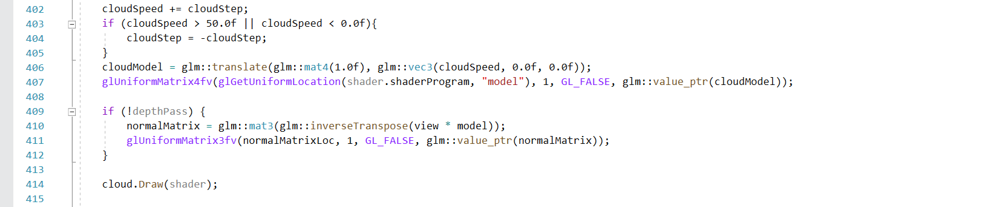 402 cloudSpeed += cloudStep;
403 if (cloudSpeed > 50.0f || cloudSpeed < 0.0f){
404 cloudStep = -cloudStep;
405 }
406 cloudModel = glm::translate(glm::mat4(1.0f), glm::vec3(cloudSpeed, 0.0f, 0.0f));
407 glUniformMatrix4fv(glGetUniformLocation(shader.shaderProgram, "model"), 1, GL_FALSE, glm::value_ptr(cloudModel));
408
409 if (!depthPass) {
410 normalMatrix = glm::mat3(glm::inverseTranspose(view * model));
411 glUniformMatrix3fv(normalMatrixLoc, 1, GL_FALSE, glm::value_ptr(normalMatrix));
412 }
413
414 cloud.Draw(shader);
415